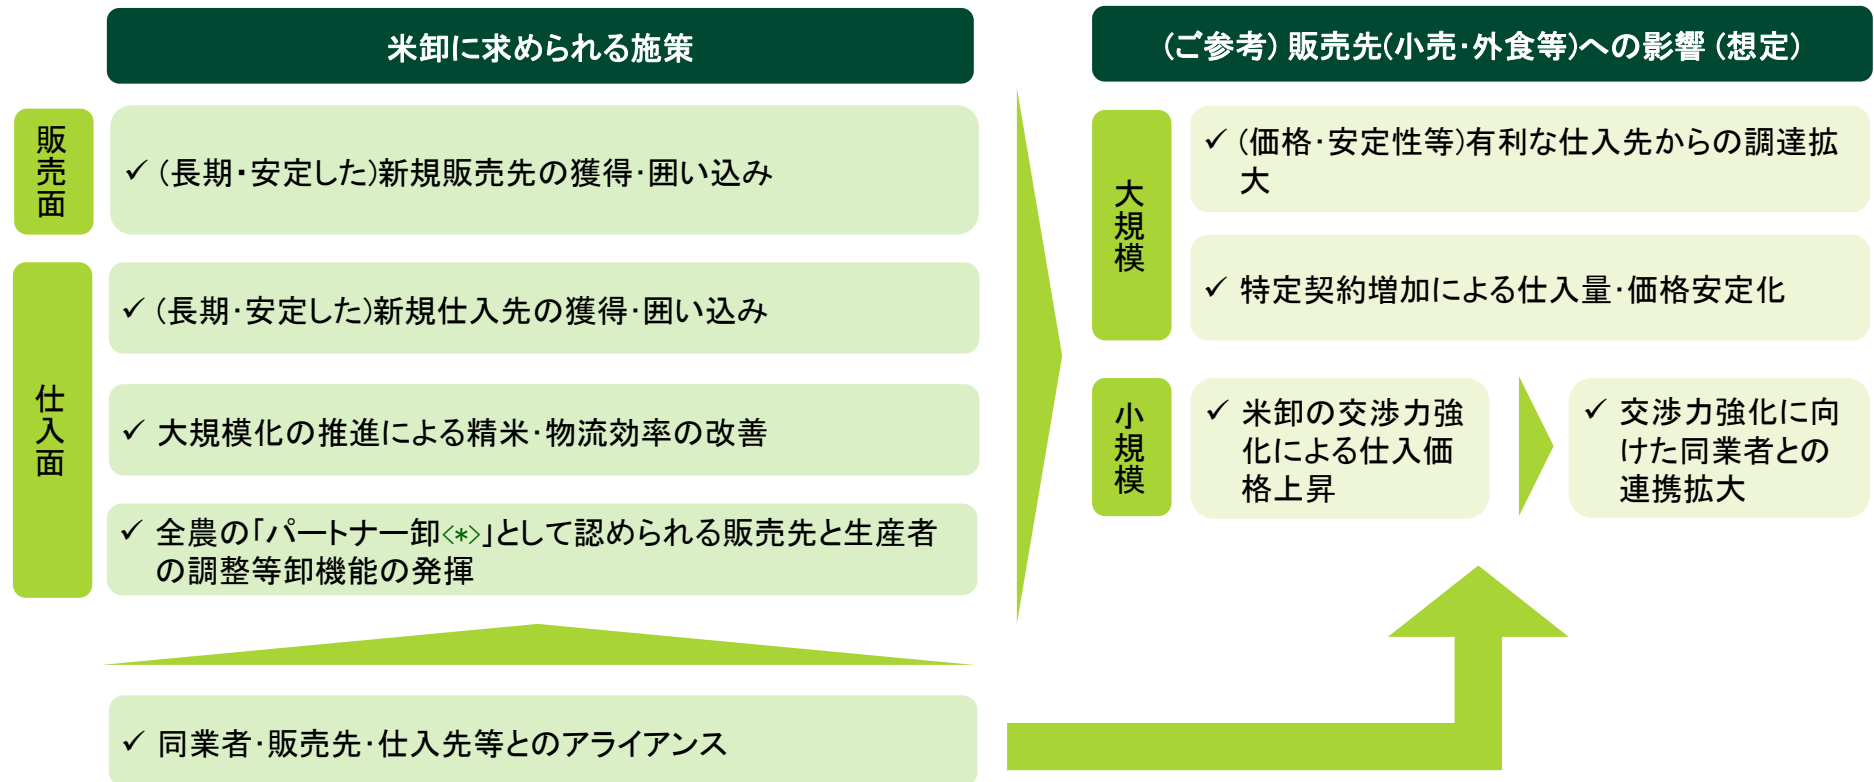 米卸に求められる施策
販売面
✓ (長期・安定した)新規販売先の獲得・囲い込み
仕入面
✓ (長期・安定した)新規仕入先の獲得・囲い込み
✓ 大規模化の推進による精米・物流効率の改善
✓ 全農の「パートナー卸<*>」として認められる販売先と生産者
の調整等卸機能の発揮
✓ 同業者・販売先・仕入先等とのアライアンス
(ご参考) 販売先(小売・外食等)への影響 (想定)
大規模
✓ (価格・安定性等)有利な仕入先からの調達拡
大
✓ 特定契約増加による仕入量・価格安定化
小規模
✓ 米卸の交渉力強
化による仕入価
格上昇
✓ 交渉力強化に向
けた同業者との
連携拡大